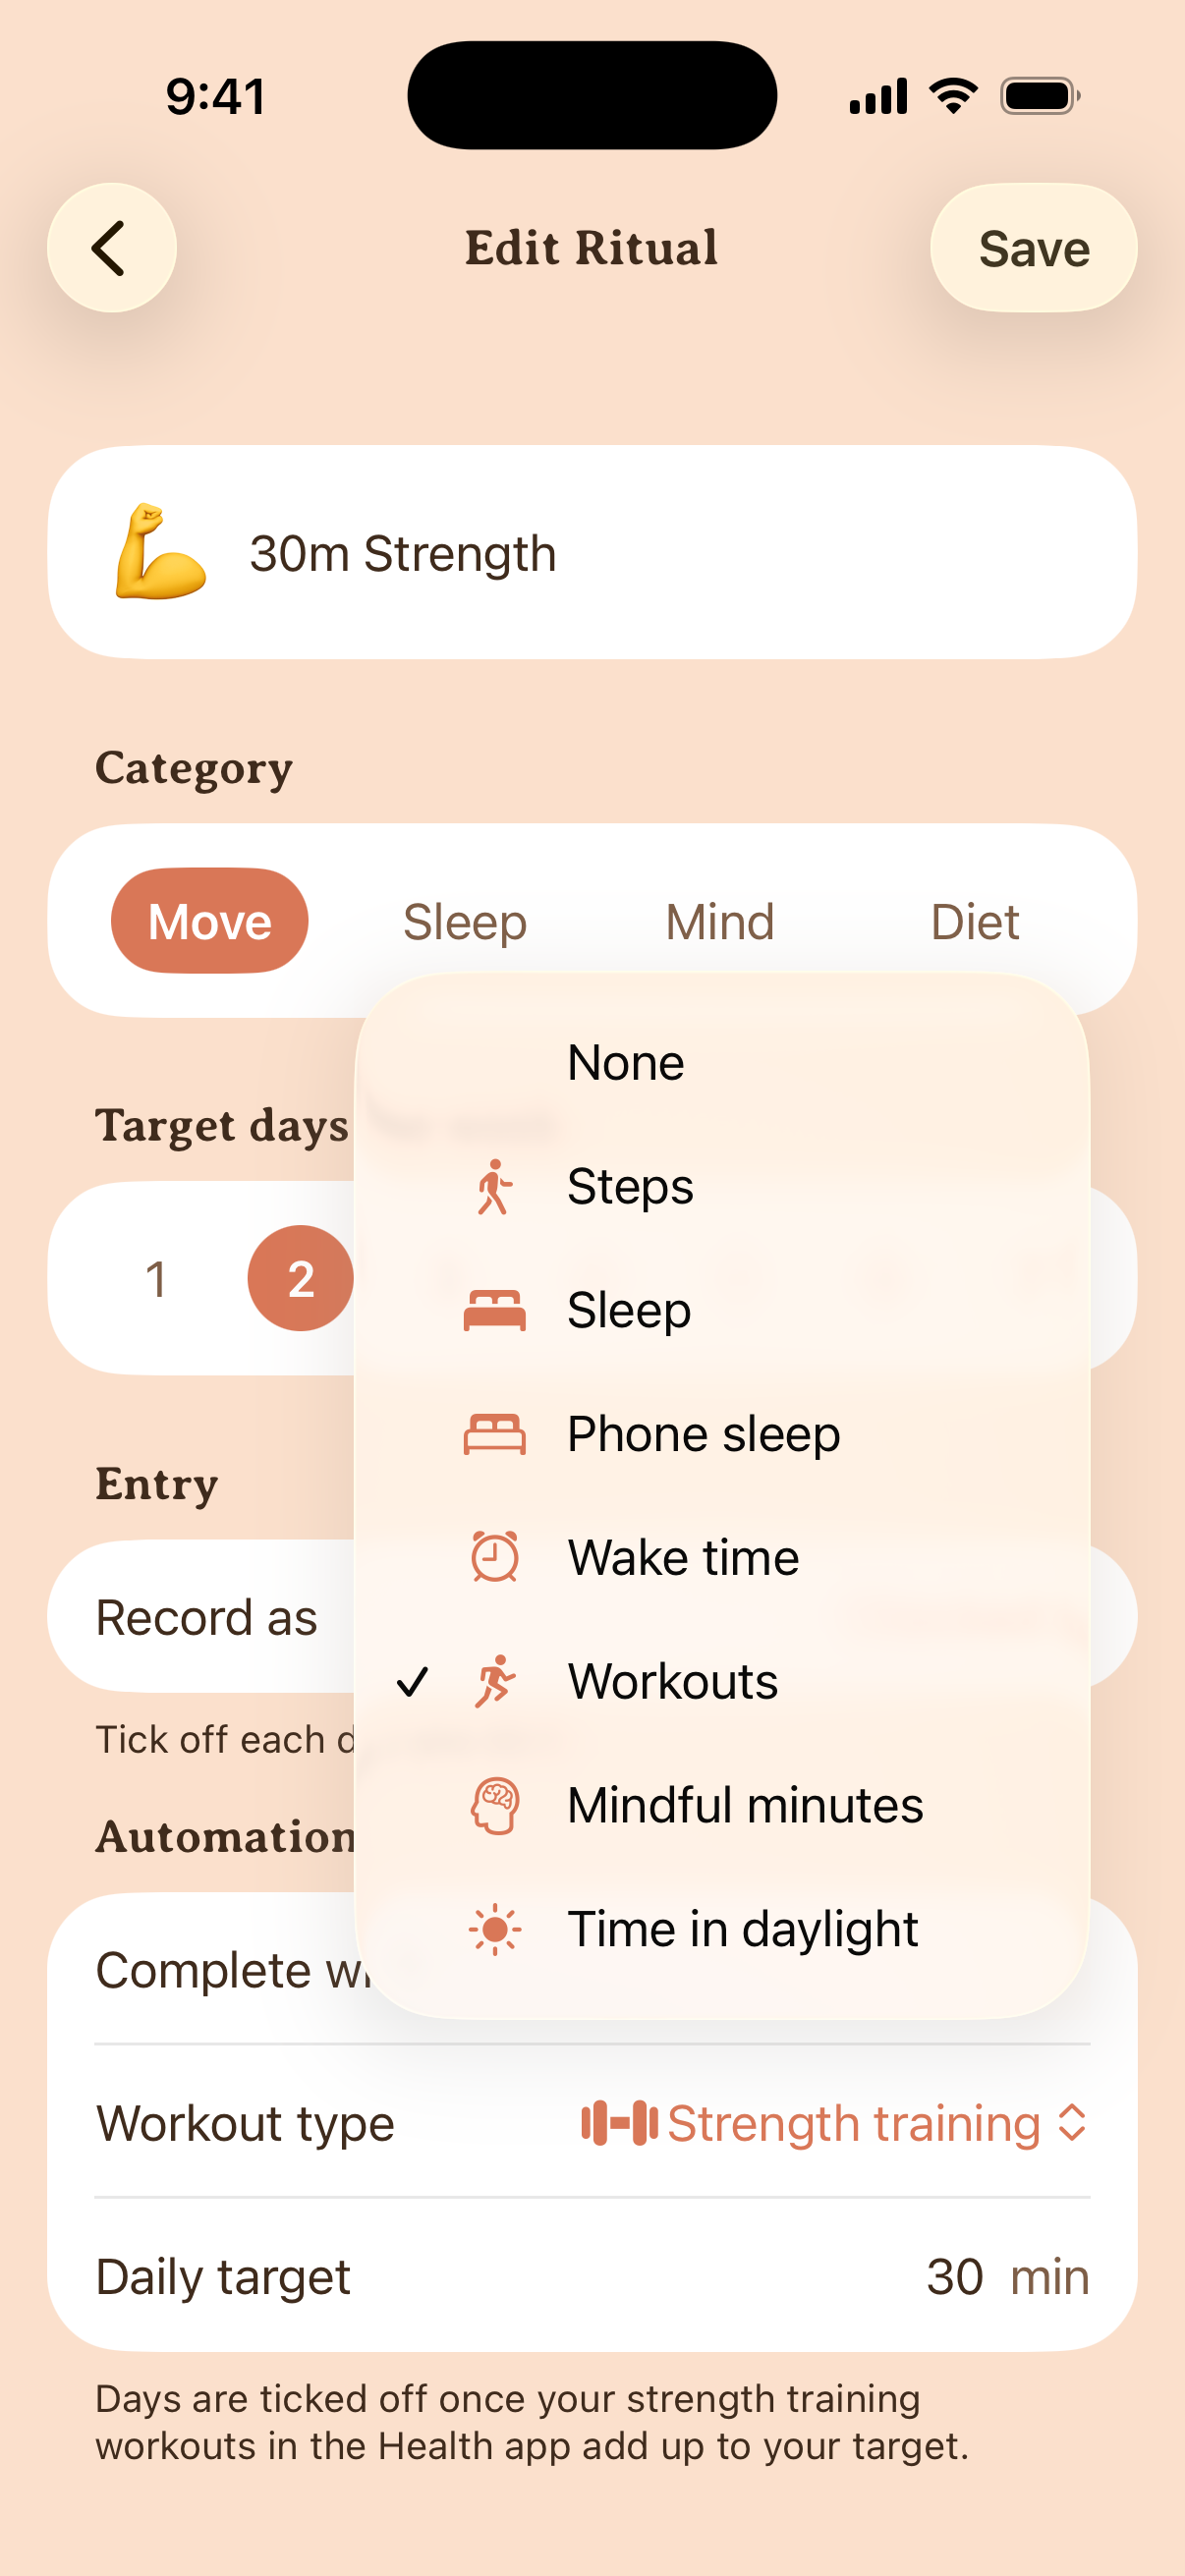 9:41
Edit Ritual
Save
30m Strength
Category
Move Sleep Mind Diet
Target days
1 2
Entry
Record as
Tick off each
Automation
Complete
Workout type Strength training
Daily target 30 min
Days are ticked off once your strength training
workouts in the Health app add up to your target.
None
Steps
Sleep
Phone sleep
Wake time
Workouts
Mindful minutes
Time in daylight